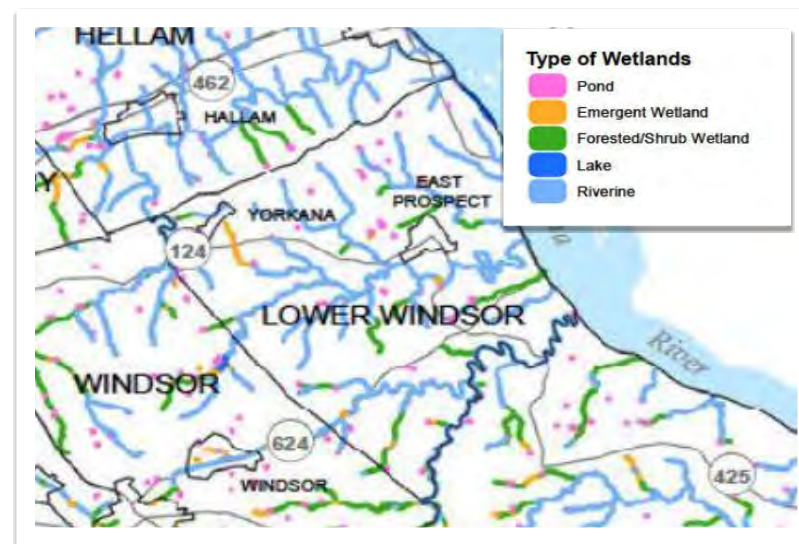 HELLAM
462
HALLAM
Type of Wetlands
Pond
Emergent Wetland
Forested/Shrub Wetland
Lake
Riverine
Y
EAST
PROSPECT
YORKANA
124
na
LOWER WINDSOR
River
WINDSOR
624
WINDSOR
425